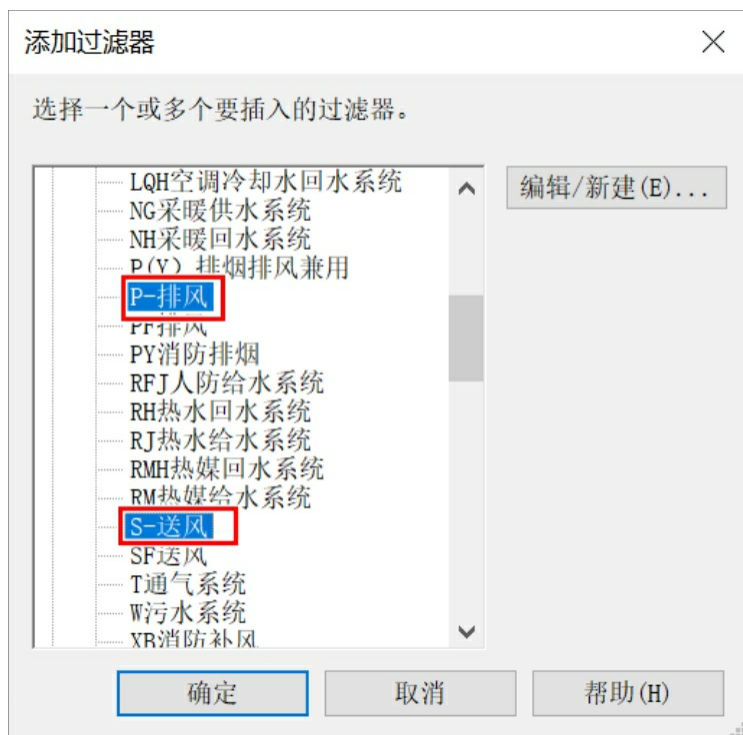 添加过滤器
选择一个或多个要插入的过滤器。
LQH空调冷却水回水系统
编辑/新建(E)...
NG采暖供水系统
NH采暖回水系统
P(Y) 排烟排风兼用
P-排风
PF排风
PY消防排烟
RFJ人防给水系统
RH热水回水系统
RJ热水给水系统
RMH热媒回水系统
RM热媒给水系统
S-送风
SF送风
T通气系统
W污水系统
XB消防补风
确定
取消
帮助(H)